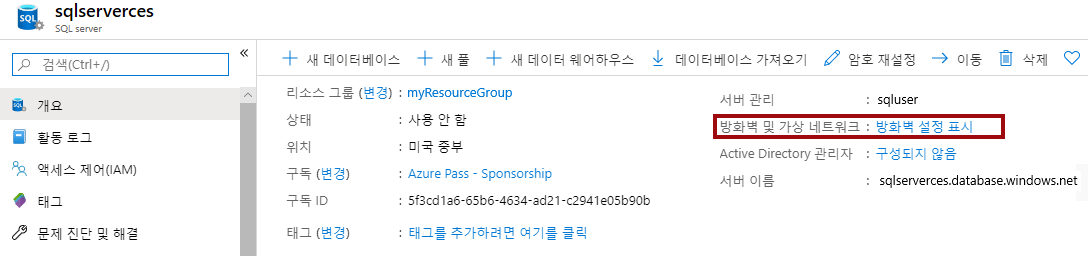 SQL
sqlserverces
SQL server
검색(Ctrl+/)
개요
활동 로그
액세스 제어(IAM)
태그
문제 진단 및 해결
새 데이터베이스 새 풀 새 데이터 웨어하우스 데이터베이스 가져오기 암호 재설정 이동 삭제
리소스 그룹 (변경) : myResourceGroup
상태 : 사용 안 함
위치 : 미국 중부
구독 (변경) : Azure Pass - Sponsorship
구독 ID : 5f3cd1a6-65b6-4634-ad21-c2941e05b90b
태그 (변경) : 태그를 추가하려면 여기를 클릭
서버 관리 : sqluser
방화벽 및 가상 네트워크 : 방화벽 설정 표시
Active Directory 관리자 : 구성되지 않음
서버 이름 : sqlserverces.database.windows.net